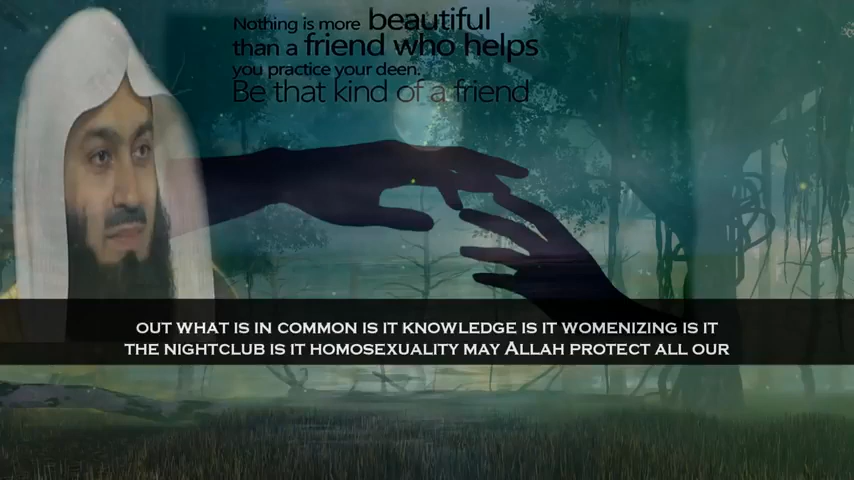 Nothing is more beautiful
than a friend who helps
you practice your deen.
Be that kind of a friend
OUT WHAT IS IN COMMON IS IT KNOWLEDGE IS IT WOMENIZING IS IT
THE NIGHTCLUB IS IT HOMOSEXUALITY MAY ALLAH PROTECT ALL OUR